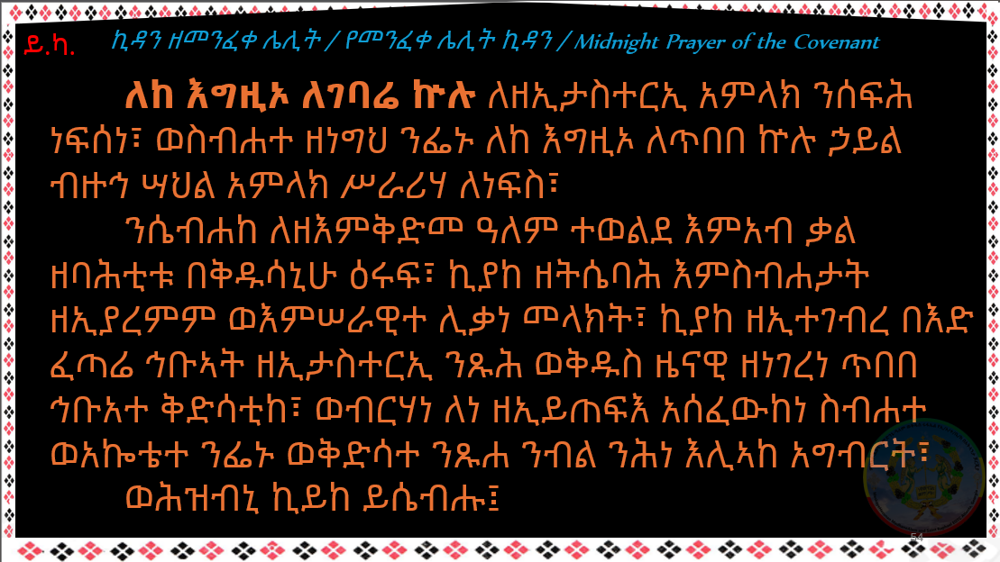 ኪዳን ዘመንፈቀ ሌሊት / የመንፈቀ ሌሊት ኪዳን / Midnight Prayer of the Covenant
ይ.ካ.
ለከ እግዚኦ ለገባሬ ኵሉ ለዘኢታስተርኢ አምላክ ንሰፍሕ
ነፍሰነ፣ ወስብሐተ ዘነግህ ንፌኑ ለከ እግዚኦ ለጥበበ ኵሉ ኃይል
ብዙኅ ሣህል አምላክ ሥራሪሃ ለነፍስ፣
ንሴብሐከ ለዘእምቅድመ ዓለም ተወልደ እምአብ ቃል
ዘባሕቲቱ በቅዱሳኒሁ ዕሩፍ፣ ኪያከ ዘትሴባሕ እምስብሐታት
ዘኢያረምም ወእምሠራዊተ ሊቃነ መላክት፣ ኪያከ ዘኢተገብረ በእድ
ፈጣሬ ኅቡኣት ዘኢታስተርኢ ንጹሕ ወቅዱስ ዜናዊ ዘነገረነ ጥበበ
ኅቡአተ ቅድሳቲከ፣ ወብርሃነ ለነ ዘኢይጠፍእ አሰፈውከነ ስብሐተ
ወአኰቴተ ንፌኑ ወቅድሳተ ንጹሐ ንብል ንሕነ እሊኣከ አግብርት፣
ወሕዝብኒ ኪይከ ይሴብሑ፤
54